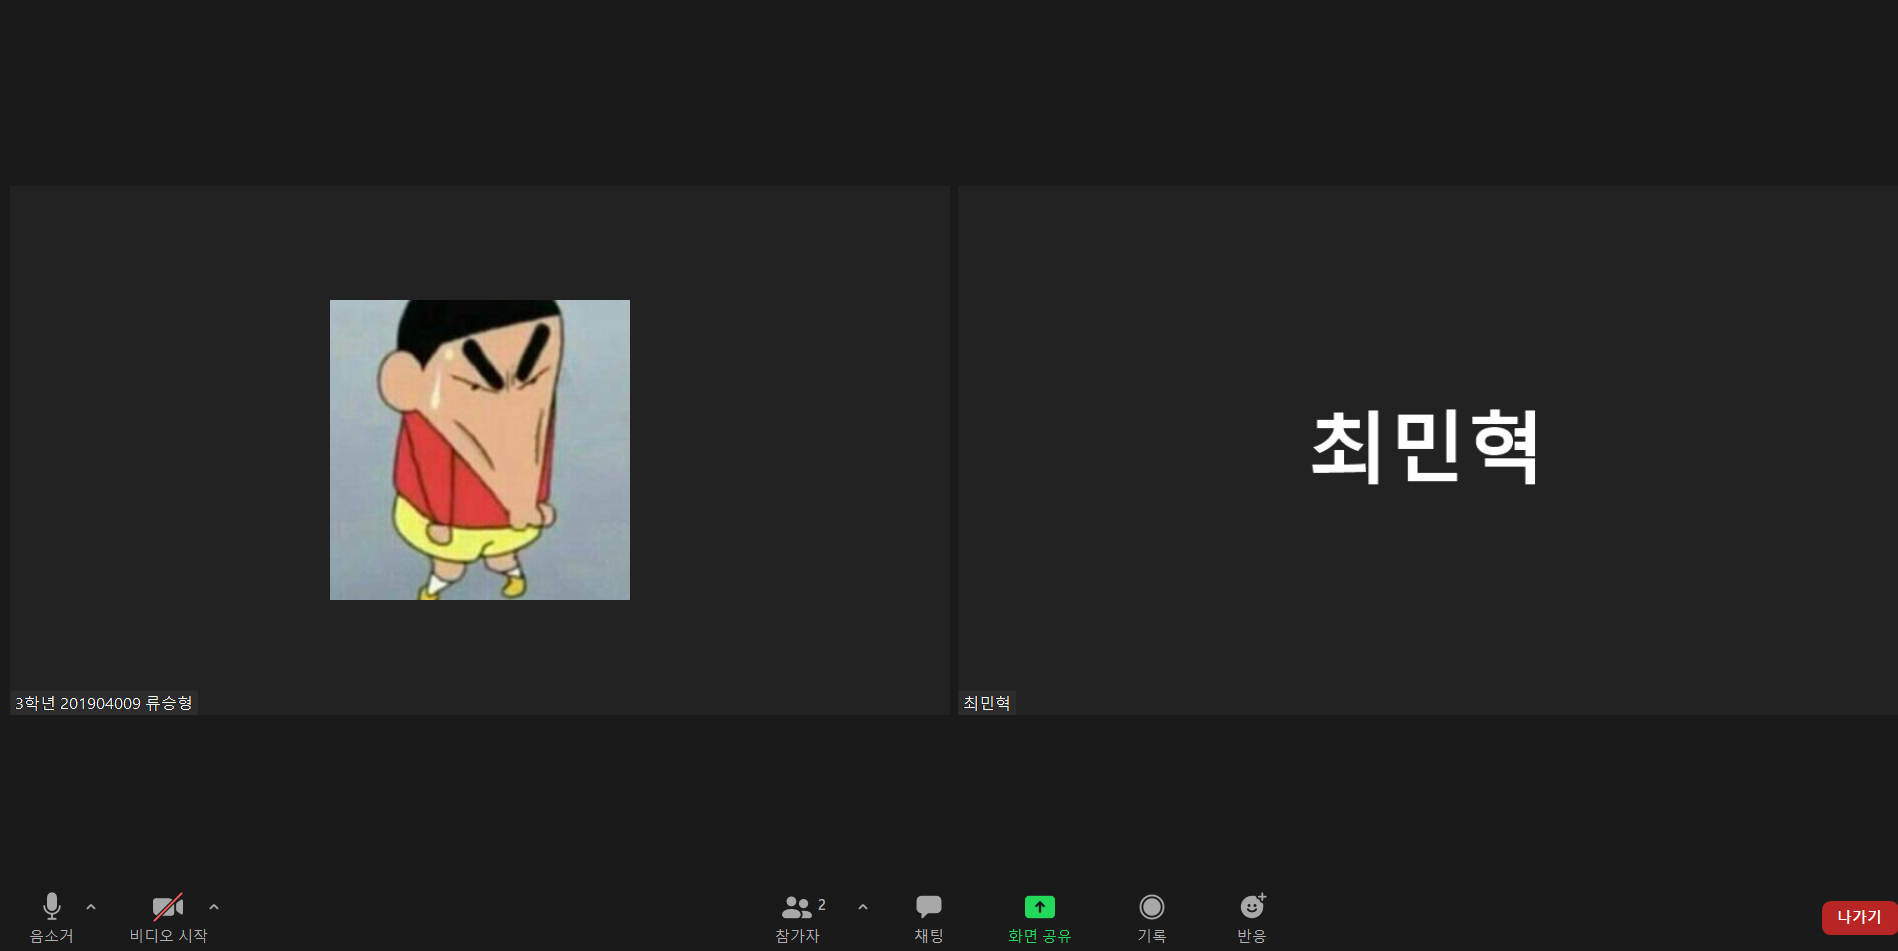 최민혁
3학년 201904009 류승형
최민혁
음소거
비디오 시작
2
참가자
채팅
화면 공유
기록
반응
나가기